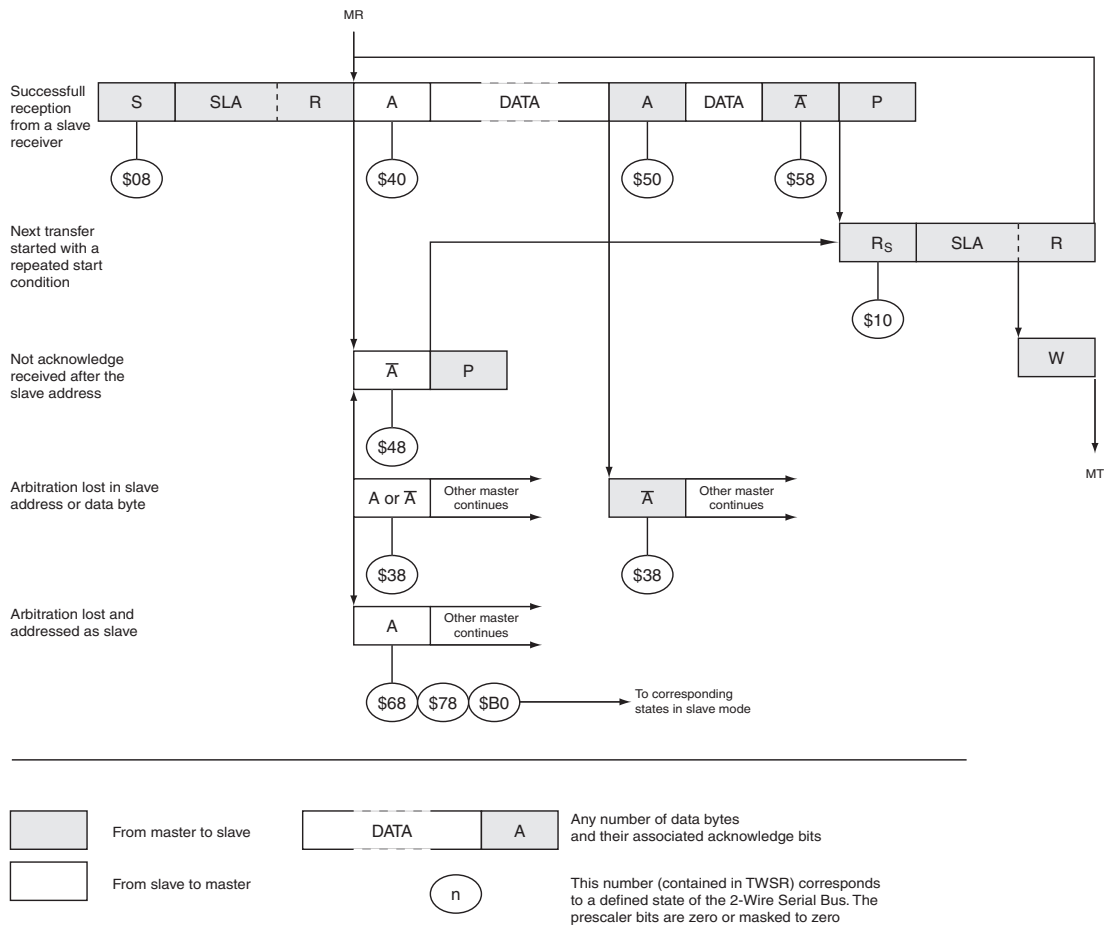 MR
Successfull
reception
from a slave
receiver
S SLA R A DATA A DATA A̅ P
$08 $40 $50 $58
Next transfer
started with a
repeated start
condition
RS SLA R
$10
Not acknowledge
received after the
slave address
A̅ P
W
$48
MT
Arbitration lost in slave
address or data byte
A or A̅
Other master
continues
A̅
Other master
continues
$38 $38
Arbitration lost and
addressed as slave
A
Other master
continues
$68 $78 $B0
To corresponding
states in slave mode
From master to slave
DATA A
Any number of data bytes
and their associated acknowledge bits
From slave to master
n
This number (contained in TWSR) corresponds
to a defined state of the 2-Wire Serial Bus. The
prescaler bits are zero or masked to zero